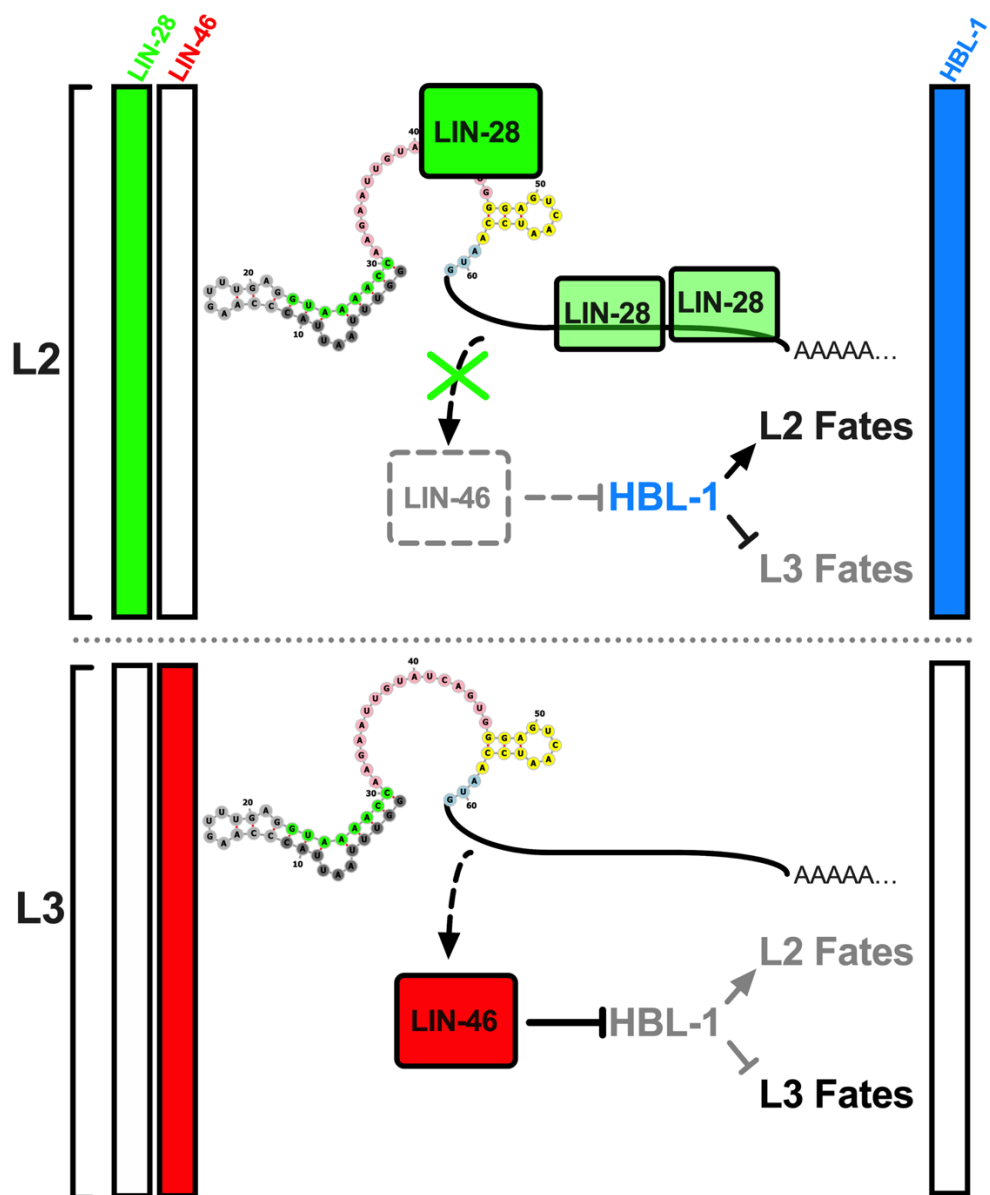 LIN-28
LIN-46
HBL-1
L2
LIN-28
40
50
30
20
10
60
LIN-28
LIN-28
AAAAA...
LIN-46
HBL-1
L2 Fates
L3 Fates
L3
40
50
30
20
10
60
AAAAA...
LIN-46
HBL-1
L2 Fates
L3 Fates